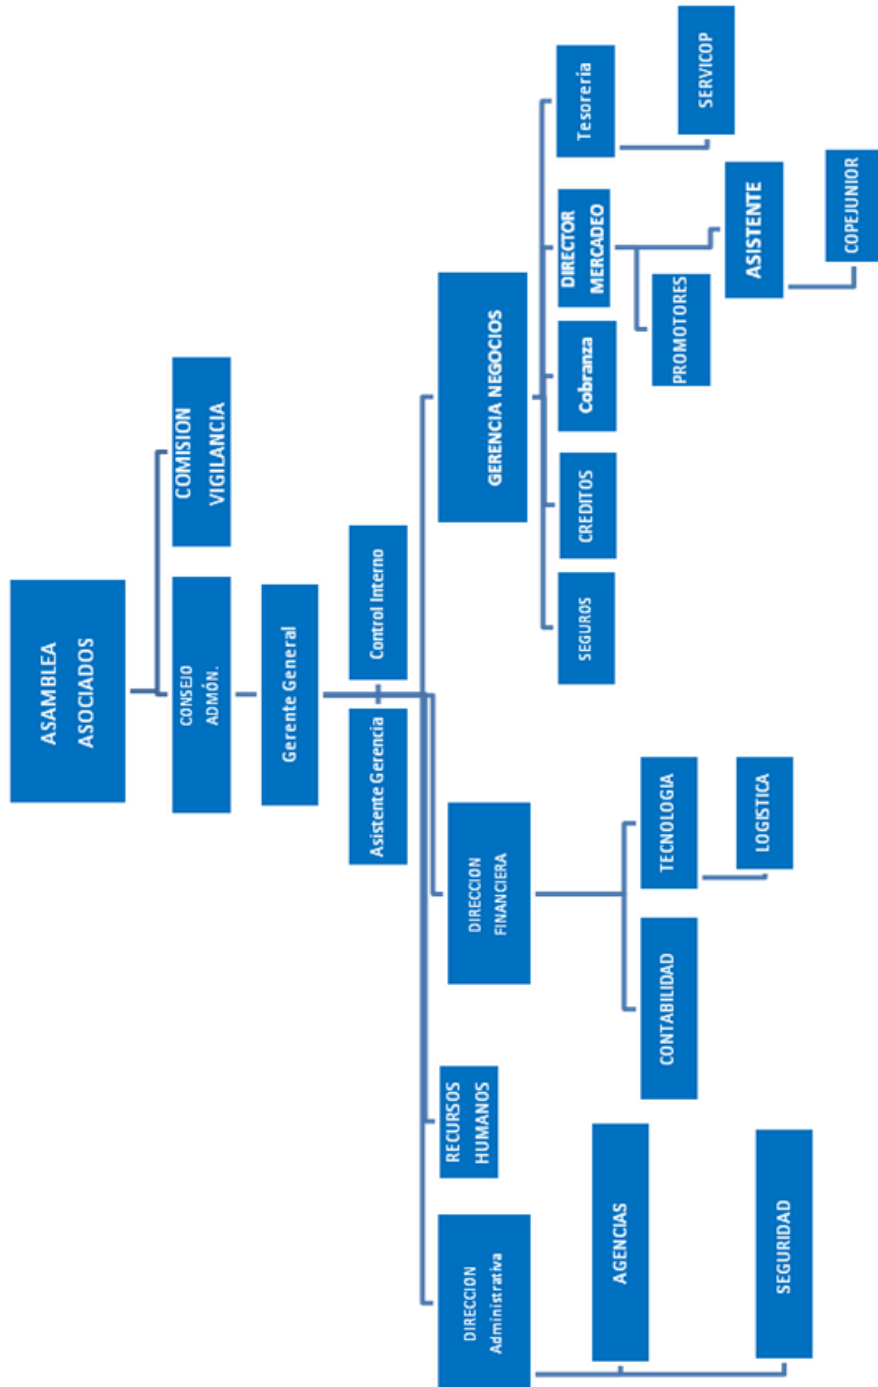 ASAMBLEA
ASOCIADOS
CONSEJO
ADMÓN.
COMISION
VIGILANCIA
Gerente General
Asistente Gerencia
Control Interno
DIRECCION
Administrativa
RECURSOS
HUMANOS
DIRECCION
FINANCIERA
GERENCIA NEGOCIOS
AGENCIAS
SEGURIDAD
CONTABILIDAD
TECNOLOGIA
LOGISTICA
SEGUROS
CREDITOS
Cobranza
DIRECTOR
MERCADEO
Tesoreria
PROMOTORES
ASISTENTE
SERVICOP
COPEJUNIOR